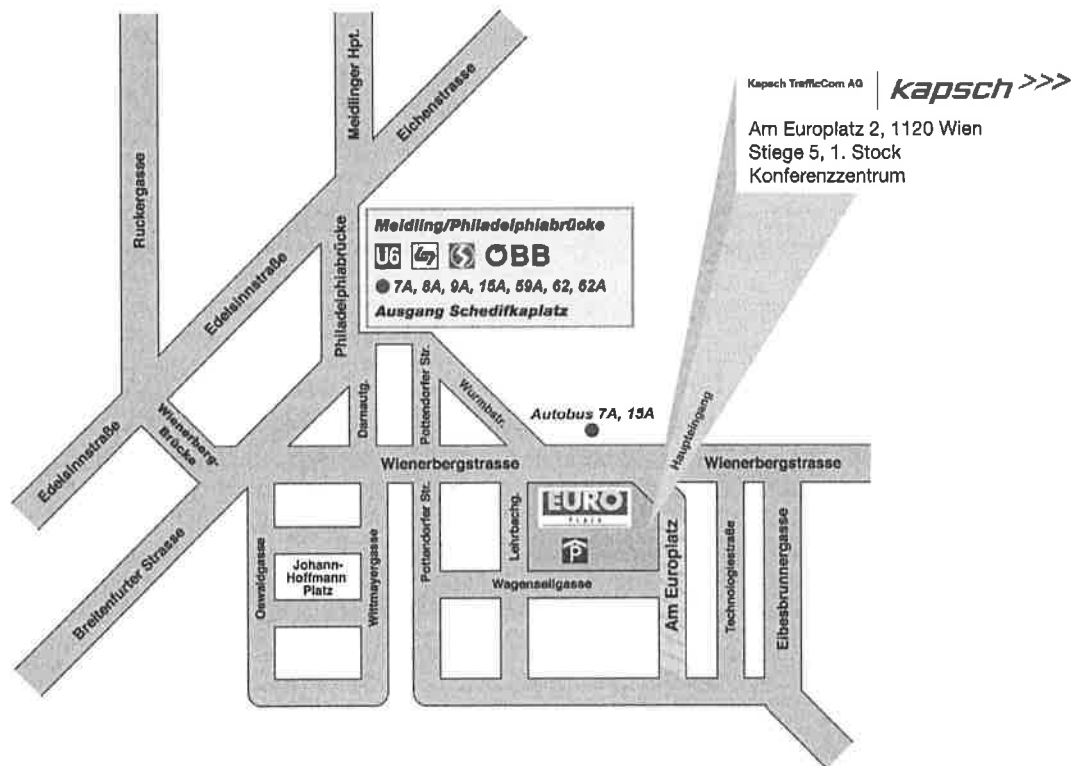 Kapsch TrafficCom AG
kapsch >>>
Am Europlatz 2, 1120 Wien
Stiege 5, 1. Stock
Konferenzzentrum
Meidlinger Hpt.
Eichenstrasse
Ruckergasse
Meidling/Philadelphiabrücke
U6
ÖBB
7A, 8A, 9A, 15A, 59A, 62, 62A
Ausgang Schedifkaplatz
Philadelphiabrücke
Edelsinnstraße
Darnautg.
Pottendorfer Str.
Wurmbstr.
Autobus 7A, 15A
Haupteingang
Wienerberg-
Brücke
Edelsinnstraße
Wienerbergstrasse
Wienerbergstrasse
Breitenfurter Strasse
Oswaldgasse
Johann-
Hoffmann
Platz
Wittmayergasse
Pottendorfer Str.
Lehrbachg.
EURO
PLAZA
P
Wagenseilgasse
Am Europlatz
Technologiestraße
Eibesbrunnergasse